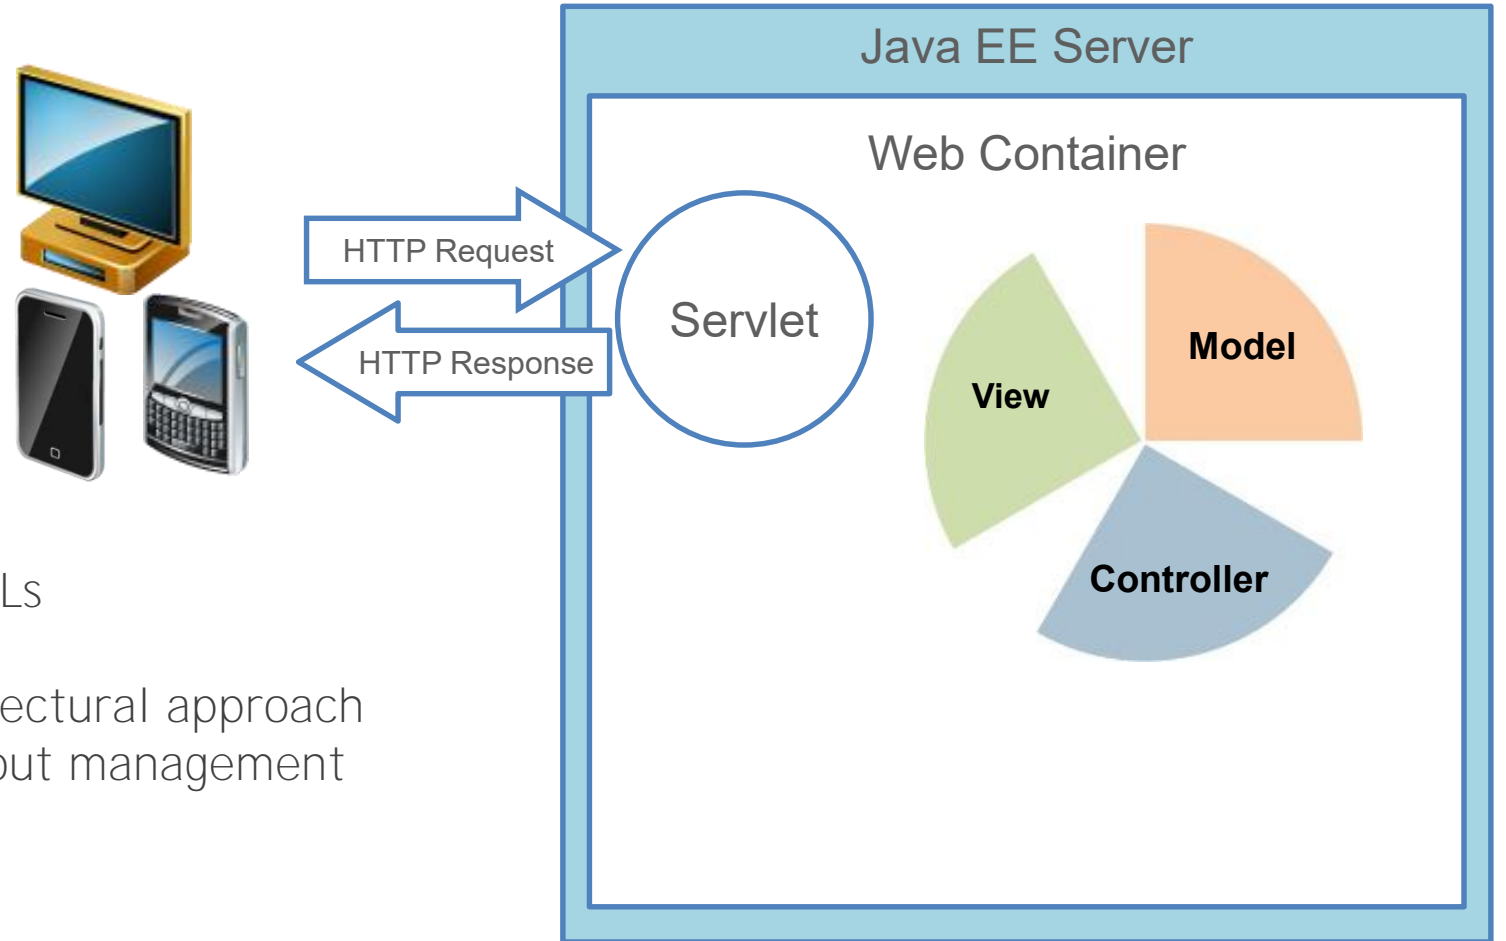 Java EE Server
Web Container
HTTP Request
Servlet
HTTP Response
Model
View
Controller
Ls
ectural approach
out management